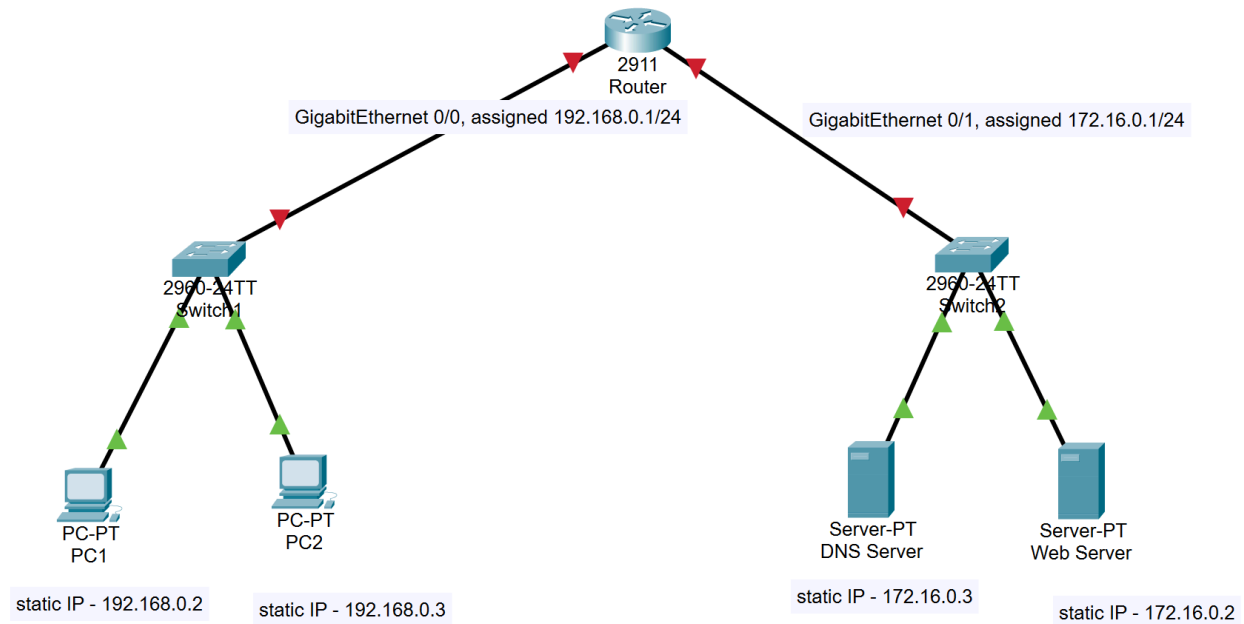 2911
Router
GigabitEthernet 0/0, assigned 192.168.0.1/24
GigabitEthernet 0/1, assigned 172.16.0.1/24
2960-24TT
Switch1
2960-24TT
Switch2
PC-PT
PC1
PC-PT
PC2
Server-PT
DNS Server
Server-PT
Web Server
static IP - 192.168.0.2
static IP - 192.168.0.3
static IP - 172.16.0.3
static IP - 172.16.0.2